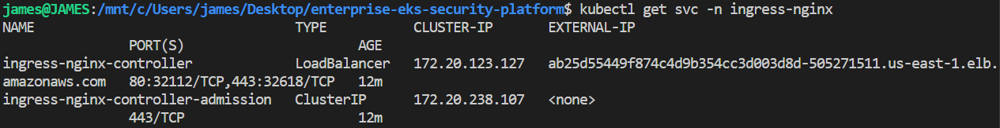 james@JAMES:/mnt/c/Users/james/Desktop/enterprise-eks-security-platform$ kubectl get svc -n ingress-nginx
NAME                                 TYPE           CLUSTER-IP       EXTERNAL-IP
               PORT(S)                      AGE
ingress-nginx-controller             LoadBalancer   172.20.123.127   ab25d55449f874c4d9b354cc3d003d8d-505271511.us-east-1.elb.
amazonaws.com   80:32112/TCP,443:32618/TCP   12m
ingress-nginx-controller-admission   ClusterIP      172.20.238.107   <none>
               443/TCP                      12m